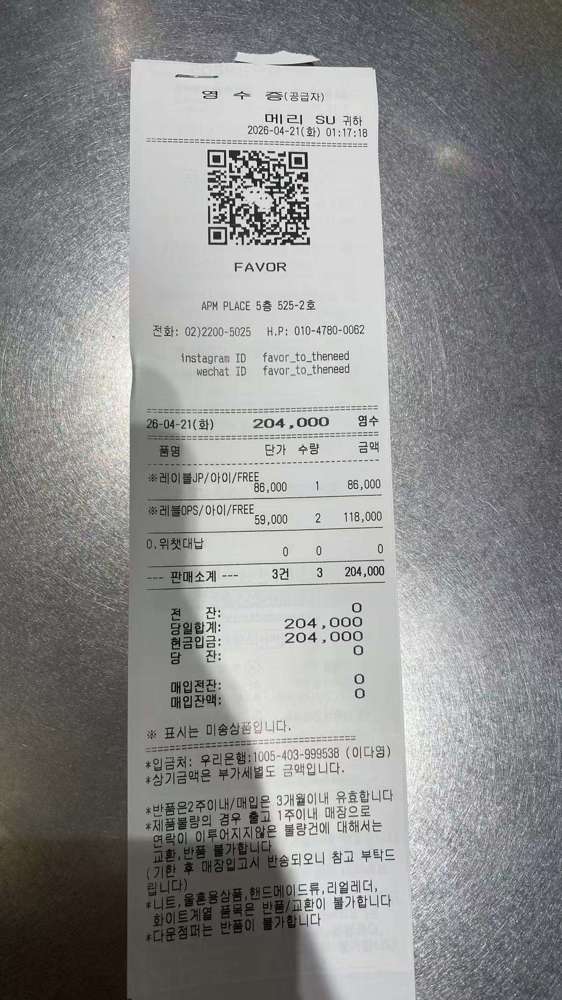 영 수 증(공급자)
메리 SU 귀하
2026-04-21(화) 01:17:18
FAVOR
APM PLACE 5층 525-2호
전화: 02)2200-5025 H.P: 010-4780-0062
instagram ID favor_to_theneed
wechat ID favor_to_theneed
26-04-21(화) 204,000 영수
품명 단가 수량 금액
※레이블JP/아이/FREE
86,000 1 86,000
※레블OPS/아이/FREE
59,000 2 118,000
0.위챗대납
0 0 0
--- 판매소계 --- 3건 3 204,000
전 잔: 0
당일합계: 204,000
현금입금: 204,000
당 잔: 0
매입전잔: 0
매입잔액: 0
※ 표시는 미송상품입니다.
*입금처: 우리은행:1005-403-999538 (이다영)
*상기금액은 부가세별도 금액입니다.
*반품은2주이내/매입은 3개월이내 유효합니다
*제품불량의 경우 출고 1주이내 매장으로
연락이 이루어지지않은 불량건에 대해서는
교환,반품 불가합니다
(기한 후 매장입고시 반송되오니 참고 부탁드
립니다)
*니트,울혼용상품,핸드메이드류,리얼레더,
화이트계열 품목은 반품/교환이 불가합니다
*다운점퍼는 반품이 불가합니다